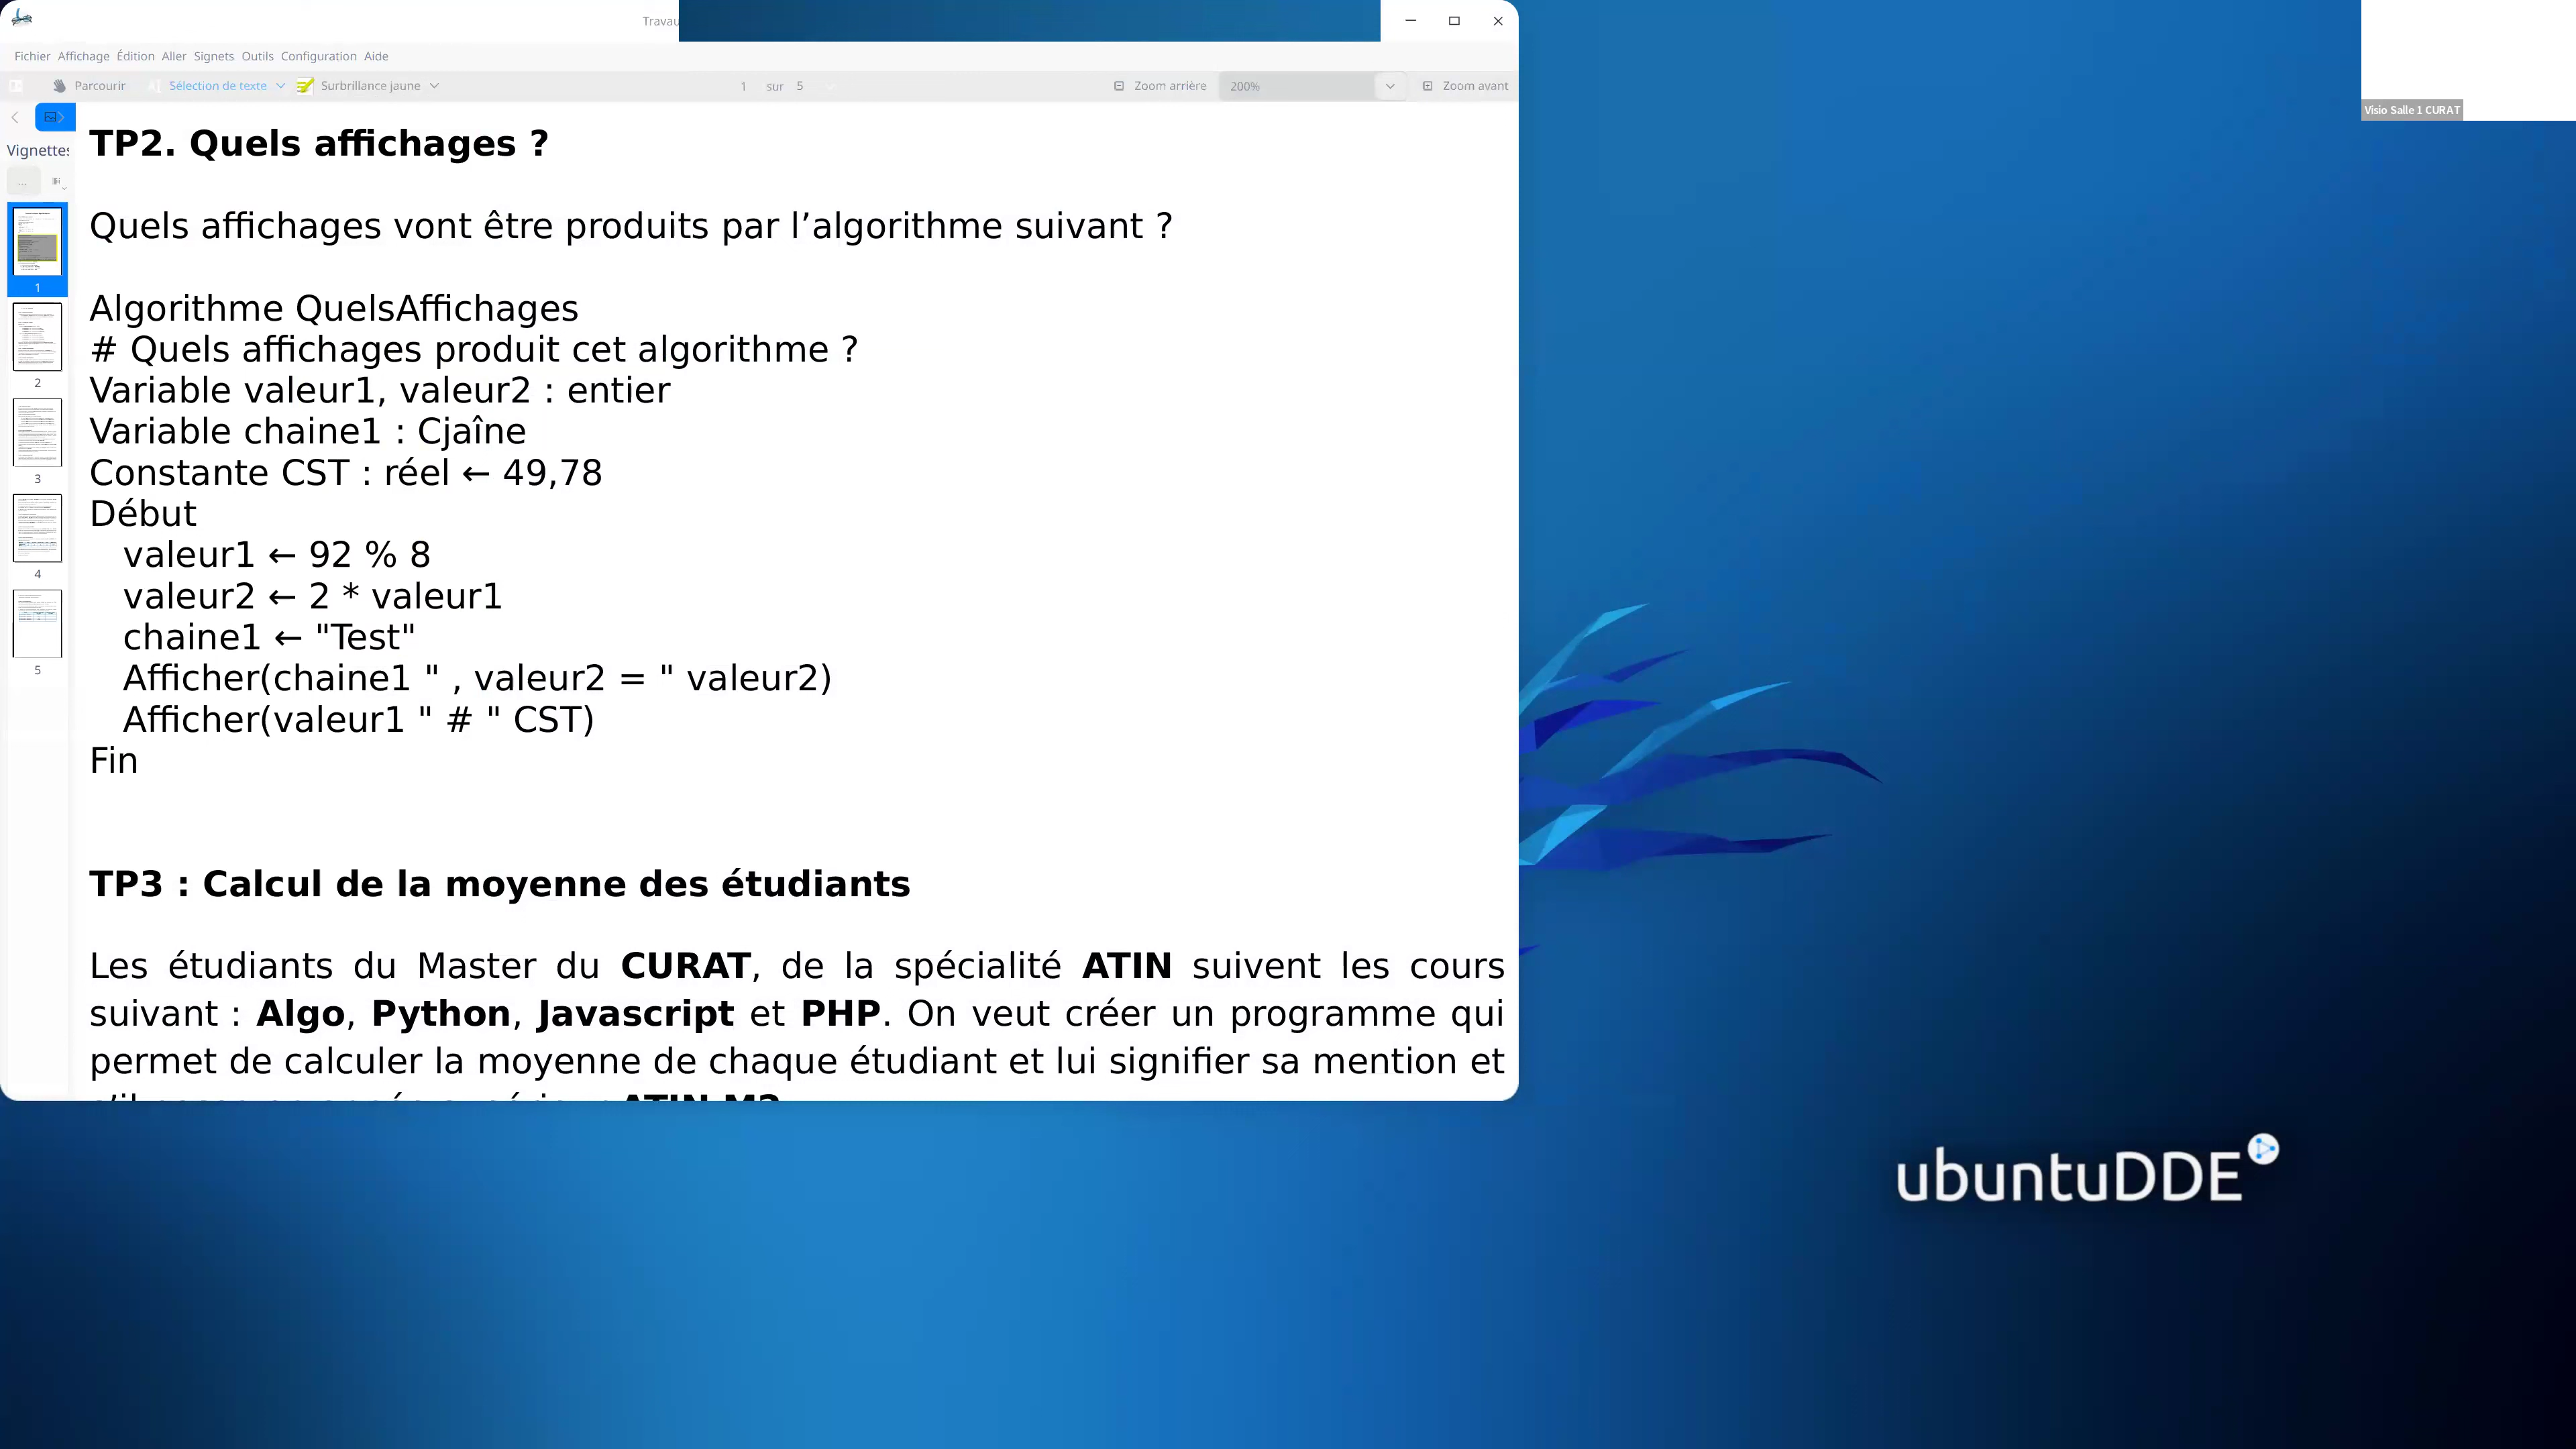 Travau
Fichier Affichage Édition Aller Signets Outils Configuration Aide
Parcourir Sélection de texte Surbrillance jaune 1 sur 5 Zoom arrière 200% Zoom avant
Vignettes
...
1
2
3
4
5
TP2. Quels affichages ?
Quels affichages vont être produits par l’algorithme suivant ?
Algorithme QuelsAffichages
# Quels affichages produit cet algorithme ?
Variable valeur1, valeur2 : entier
Variable chaine1 : Cjaîne
Constante CST : réel ← 49,78
Début
valeur1 ← 92 % 8
valeur2 ← 2 * valeur1
chaine1 ← "Test"
Afficher(chaine1 " , valeur2 = " valeur2)
Afficher(valeur1 " # " CST)
Fin
TP3 : Calcul de la moyenne des étudiants
Les étudiants du Master du CURAT, de la spécialité ATIN suivent les cours
suivant : Algo, Python, Javascript et PHP. On veut créer un programme qui
permet de calculer la moyenne de chaque étudiant et lui signifier sa mention et
ATIN M2
Visio Salle 1 CURAT
ubuntuDDE